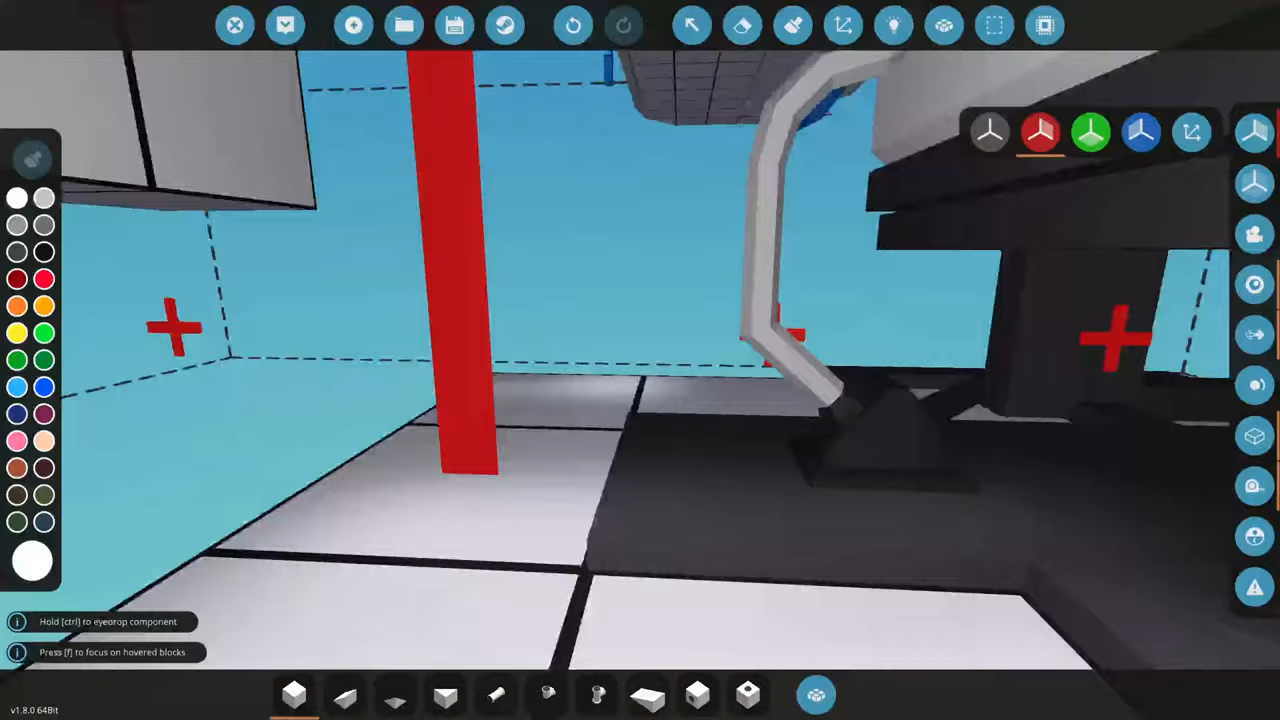 Hold [ctrl] to eyedrop component
Press [f] to focus on hovered blocks
v1.8.0 64Bit